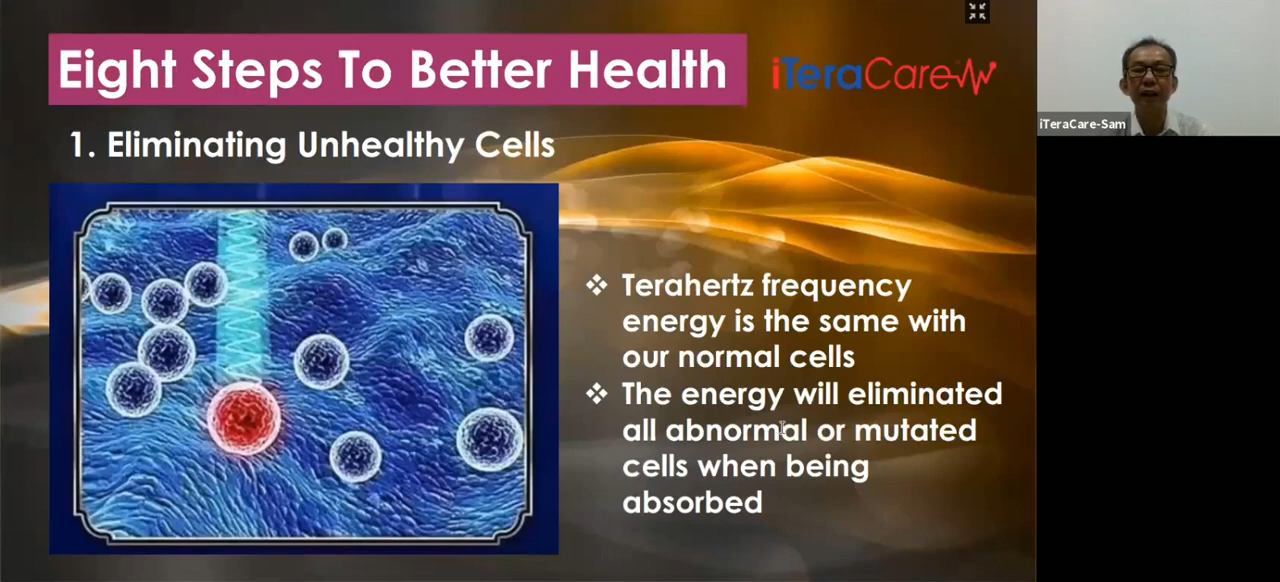 Eight Steps To Better Health
iTeraCare
1. Eliminating Unhealthy Cells
iTeraCare-Sam
❖ Terahertz frequency
energy is the same with
our normal cells
❖ The energy will eliminated
all abnormal or mutated
cells when being
absorbed